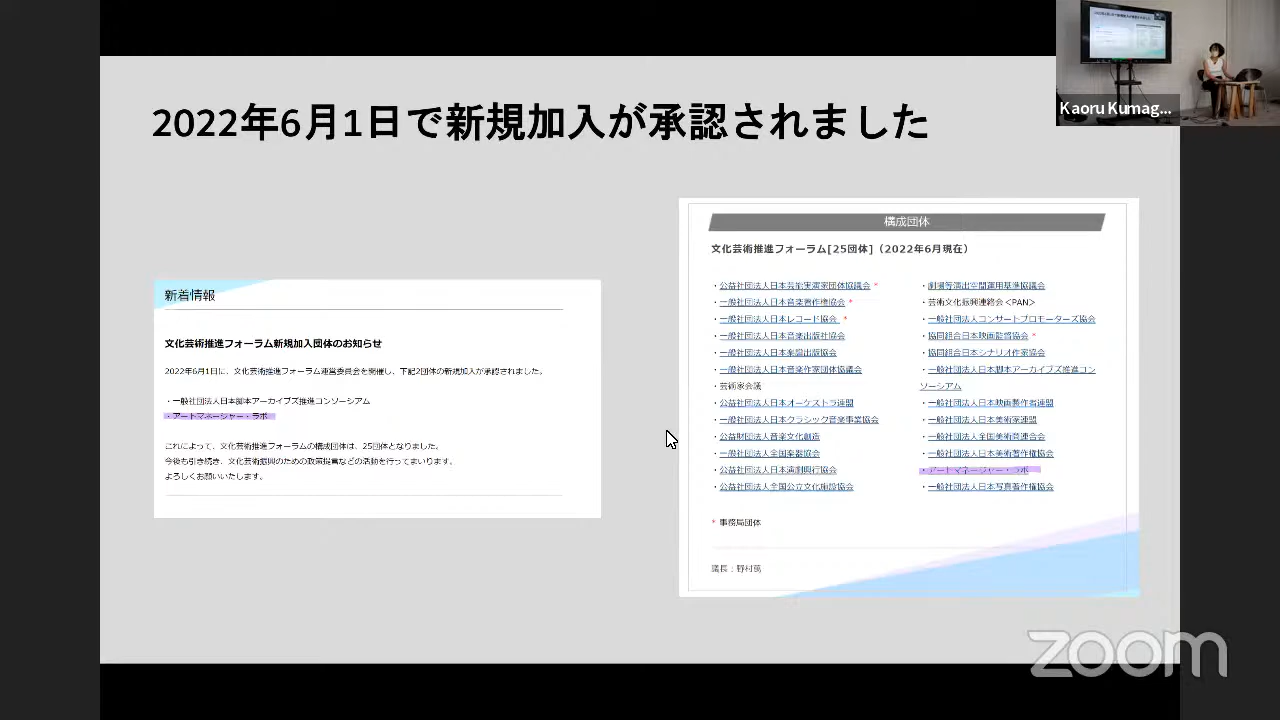 2022年6月1日で新規加入が承認されました
Kaoru Kumag...
新着情報
文化芸術推進フォーラム新規加入団体のお知らせ
2022年6月1日に、文化芸術推進フォーラム運営委員会を開催し、下記2団体の新規加入が承認されました。
・一般社団法人日本脚本アーカイブズ推進コンソーシアム
・アートマネージャー・ラボ
これによって、文化芸術推進フォーラムの構成団体は、25団体となりました。
今後も引き続き、文化芸術振興のための政策提言などの活動を行ってまいります。
よろしくお願いいたします。
構成団体
文化芸術推進フォーラム[25団体]（2022年6月現在）
・公益社団法人日本芸能実演家団体協議会 *
・一般社団法人日本音楽著作権協会 *
・一般社団法人日本レコード協会 *
・一般社団法人日本音楽出版社協会
・一般社団法人日本楽譜出版協会
・一般社団法人日本音楽作家団体協議会
・芸術家会議
・公益社団法人日本オーケストラ連盟
・一般社団法人日本クラシック音楽事業協会
・公益財団法人音楽文化創造
・一般社団法人全国楽器協会
・公益社団法人日本演劇興行協会
・公益社団法人全国公立文化施設協会
・劇場等演出空間運用基準協議会
・芸術文化振興連絡会＜PAN＞
・一般社団法人コンサートプロモーターズ協会
・協同組合日本映画監督協会 *
・協同組合日本シナリオ作家協会
・一般社団法人日本脚本アーカイブズ推進コン
ソーシアム
・一般社団法人日本映画製作者連盟
・一般社団法人日本美術家連盟
・一般社団法人全国美術商連合会
・一般社団法人日本美術著作権協会
・アートマネージャー・ラボ
・一般社団法人日本写真著作権協会
* 事務局団体
議長：野村萬
zoom